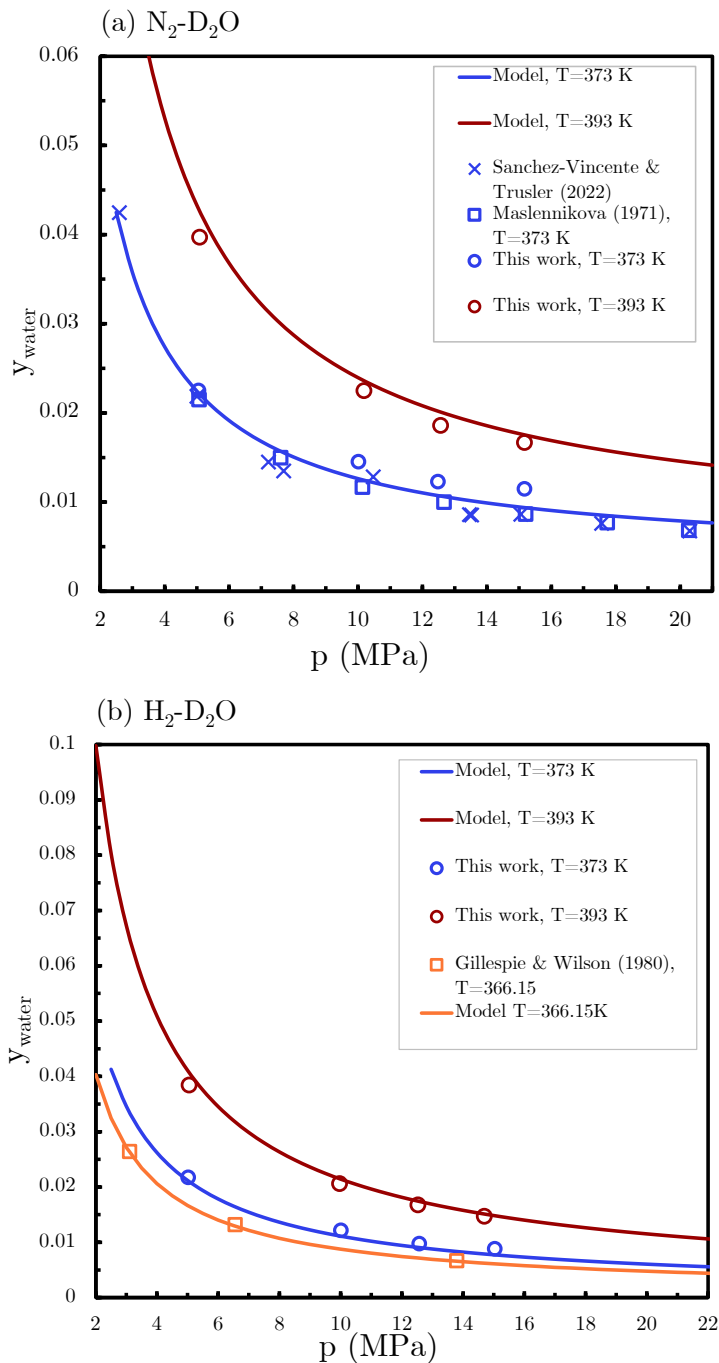 (a) N₂-D₂O
0.06
0.05
0.04
0.03
0.02
0.01
0
y_water
2 4 6 8 10 12 14 16 18 20
p (MPa)
Model, T=373 K
Model, T=393 K
Sanchez-Vincente &
Trusler (2022)
Maslennikova (1971),
T=373 K
This work, T=373 K
This work, T=393 K
(b) H₂-D₂O
0.1
0.09
0.08
0.07
0.06
0.05
0.04
0.03
0.02
0.01
0
y_water
2 4 6 8 10 12 14 16 18 20 22
p (MPa)
Model, T=373 K
Model, T=393 K
This work, T=373 K
This work, T=393 K
Gillespie & Wilson (1980),
T=366.15
Model T=366.15K